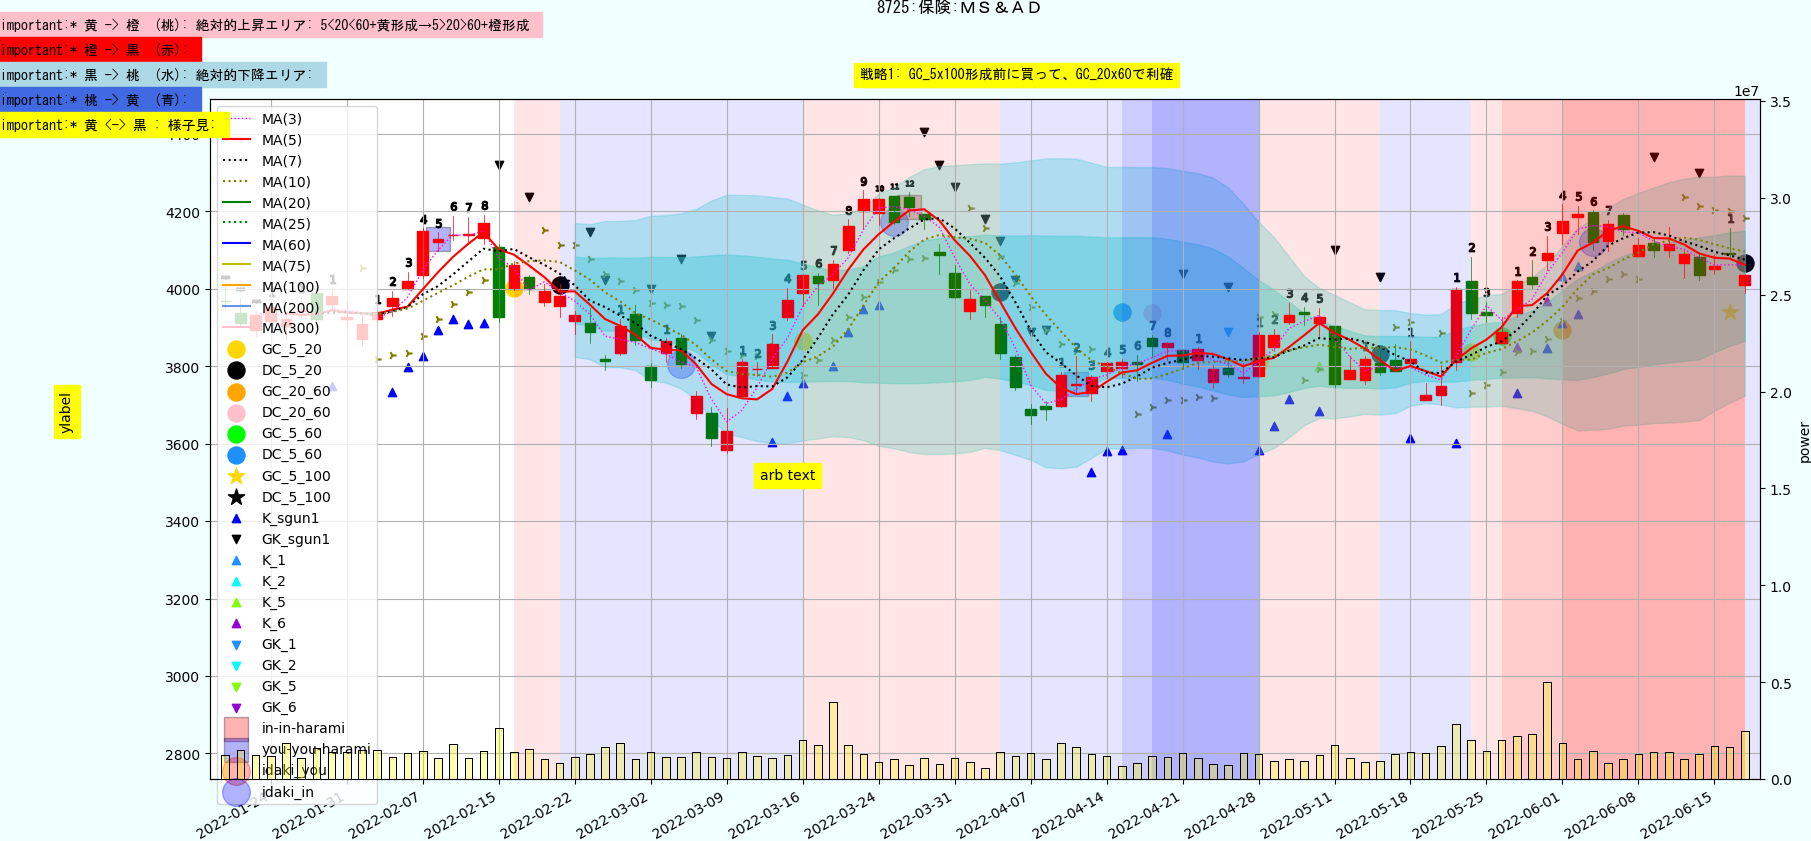 8725:保険:ＭＳ＆ＡＤ
important:* 黄 -> 橙 （桃）: 絶対的上昇エリア: 5<20<60+黄形成→5>20>60+橙形成
important:* 橙 -> 黒 （赤）:
important:* 黒 -> 桃 （水）: 絶対的下降エリア:
戦略1: GC_5x100形成前に買って、GC_20x60で利確
important:* 桃 -> 黄 （青）:
important:* 黄 <-> 黒 : 様子見:
1e7
MA(3)
MA(5)
MA(7)
MA(10)
MA(20)
MA(25)
MA(60)
MA(75)
MA(100)
MA(200)
MA(300)
GC_5_20
DC_5_20
GC_20_60
DC_20_60
GC_5_60
DC_5_60
GC_5_100
DC_5_100
K_sgun1
GK_sgun1
K_1
K_2
K_5
K_6
GK_1
GK_2
GK_5
GK_6
in-in-harami
you-you-harami
idaki_you
idaki_in
arb text
ylabel
4200
4000
3800
3600
3400
3200
3000
2800
power
3.5
3.0
2.5
2.0
1.5
1.0
0.5
0.0
2022-01-24
2022-01-31
2022-02-07
2022-02-15
2022-02-22
2022-03-02
2022-03-09
2022-03-16
2022-03-24
2022-03-31
2022-04-07
2022-04-14
2022-04-21
2022-04-28
2022-05-11
2022-05-18
2022-05-25
2022-06-01
2022-06-08
2022-06-15